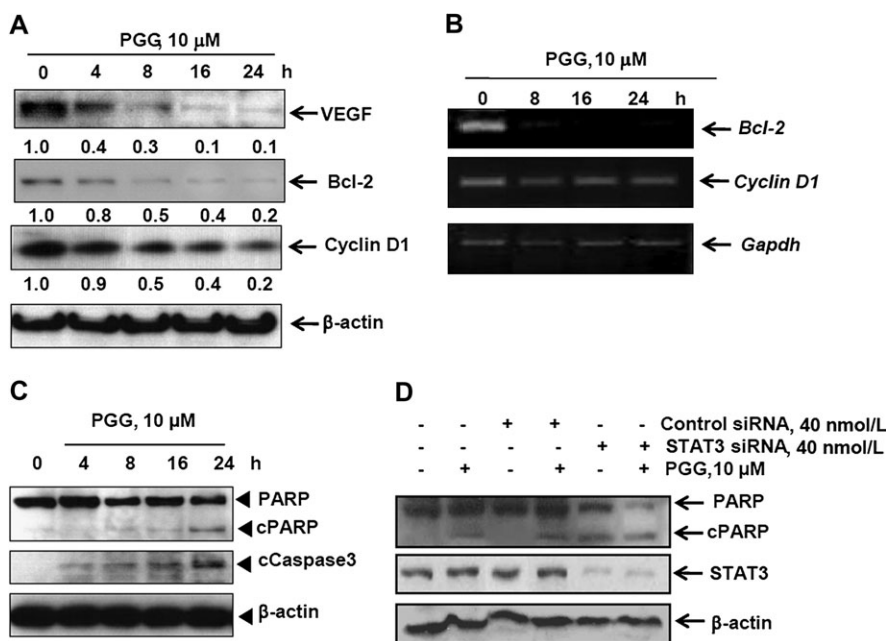 A
PGG, 10 µM
0 4 8 16 24 h
VEGF
1.0 0.4 0.3 0.1 0.1
Bcl-2
1.0 0.8 0.5 0.4 0.2
Cyclin D1
1.0 0.9 0.5 0.4 0.2
β-actin
B
PGG, 10 µM
0 8 16 24 h
Bcl-2
Cyclin D1
Gapdh
C
PGG, 10 µM
0 4 8 16 24 h
PARP
cPARP
cCaspase3
β-actin
D
- - + + - - Control siRNA, 40 nmol/L
- - - - + + STAT3 siRNA, 40 nmol/L
- + - + - + PGG,10 µM
PARP
cPARP
STAT3
β-actin